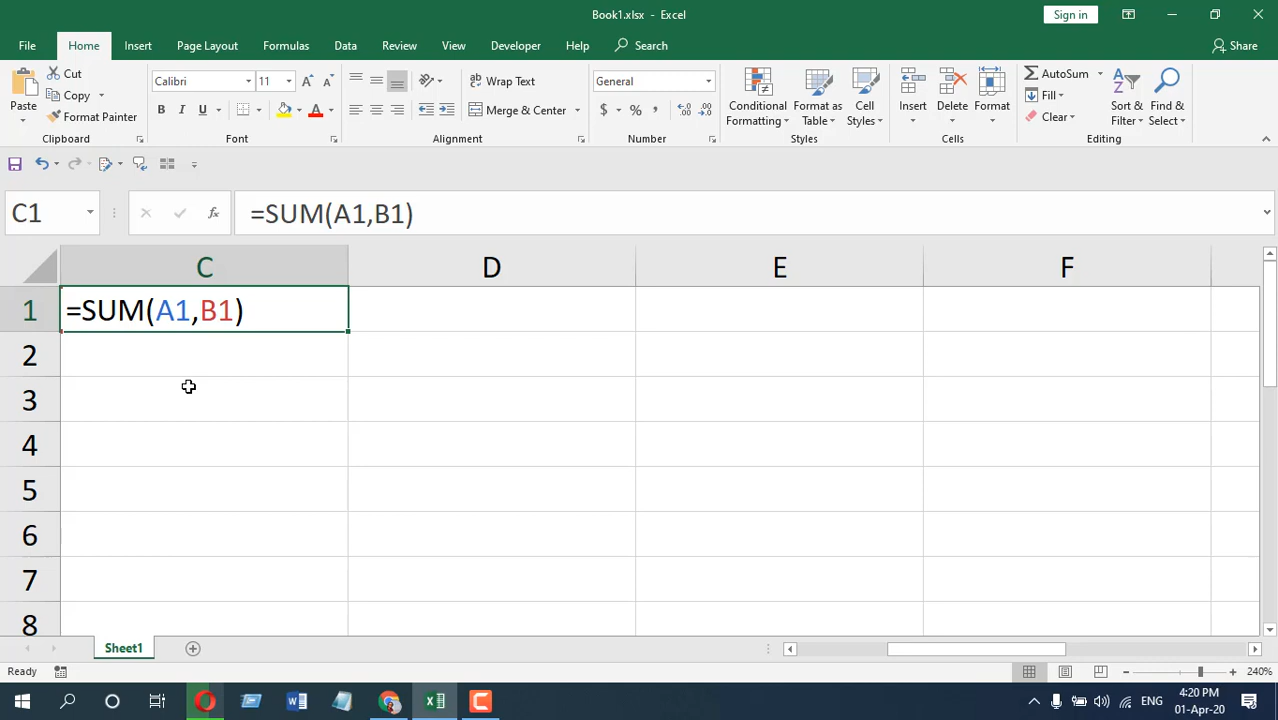 Book1.xlsx - Excel
Sign in
File Home Insert Page Layout Formulas Data Review View Developer Help Search Share
Paste
Cut
Copy
Format Painter
Clipboard
Calibri 11
B I U
Font
Wrap Text
Merge & Center
Alignment
General
$ % ,
Number
Conditional Formatting
Format as Table
Cell Styles
Styles
Insert Delete Format
Cells
AutoSum
Fill
Clear
Sort & Filter
Find & Select
Editing
C1 fx =SUM(A1,B1)
C D E F
1 =SUM(A1,B1)
2
3
4
5
6
7
8
Sheet1
Ready 240%
ENG
4:20 PM
01-Apr-20